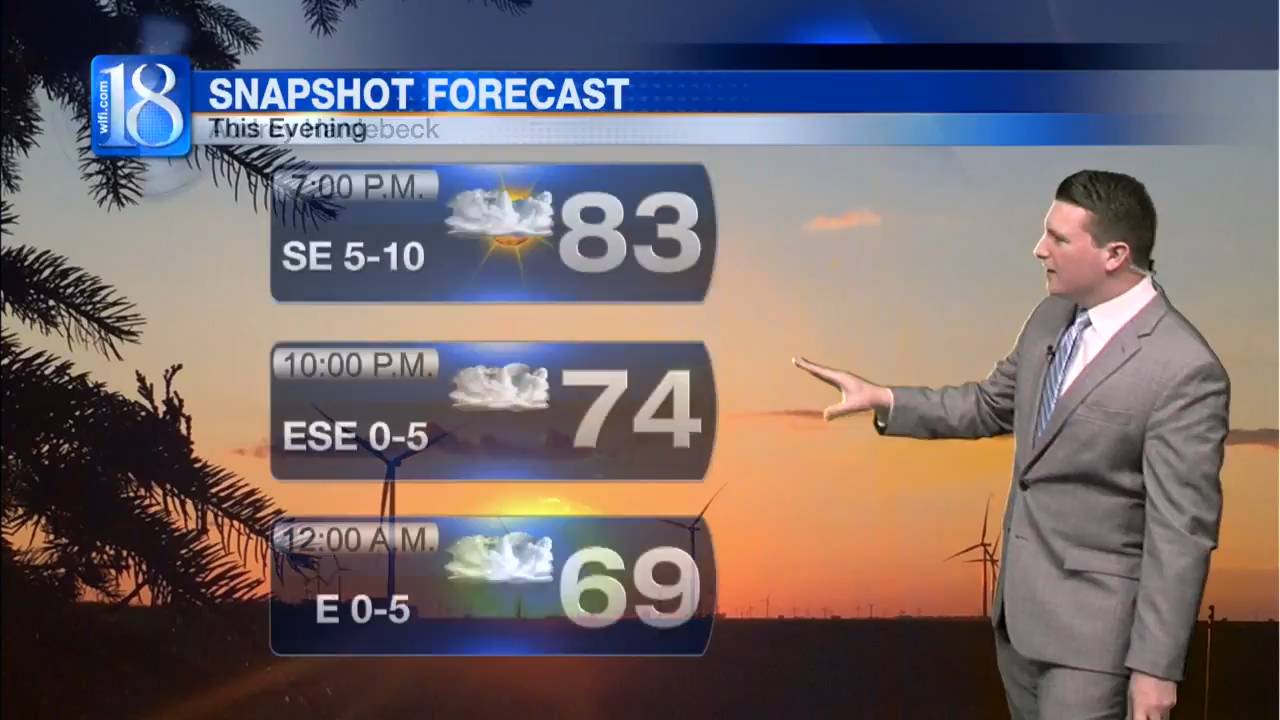 wlfi.com
18
SNAPSHOT FORECAST
This Evening
7:00 P.M.
SE 5-10
83
10:00 P.M.
ESE 0-5
74
12:00 A.M.
E 0-5
69